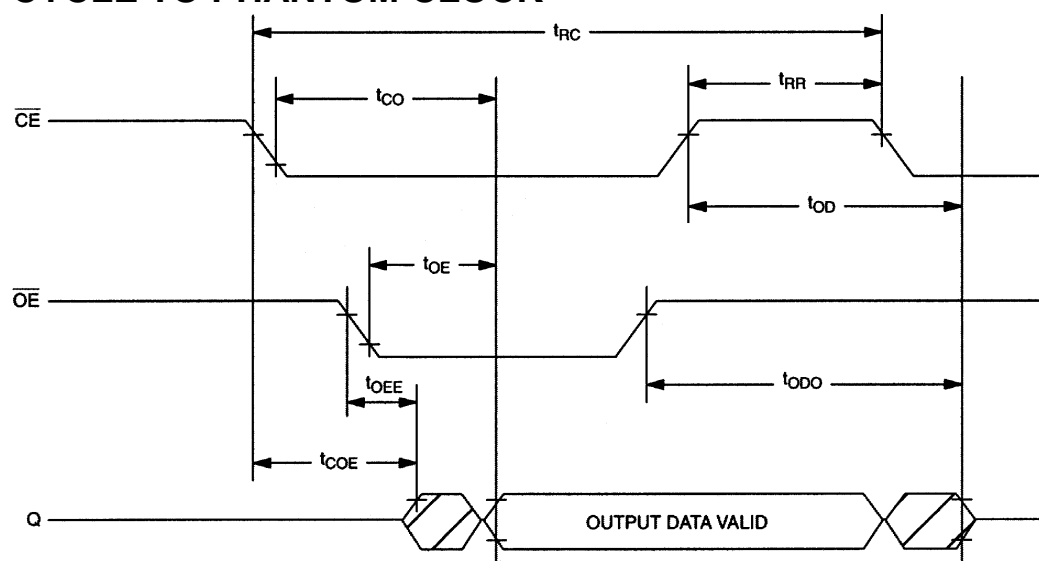 CYCLE TO PHANTOM CLOCK
tRC
tRR
tCO
CE
tOD
tOE
OE
tODO
tOEE
tCOE
Q
OUTPUT DATA VALID